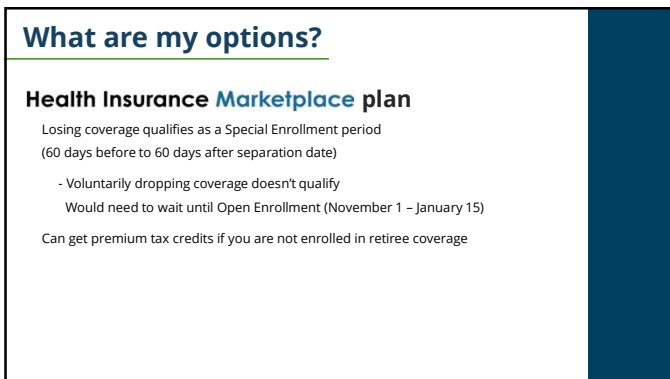 What are my options?
Health Insurance Marketplace plan
Losing coverage qualifies as a Special Enrollment period
(60 days before to 60 days after separation date)
- Voluntarily dropping coverage doesn’t qualify
Would need to wait until Open Enrollment (November 1 – January 15)
Can get premium tax credits if you are not enrolled in retiree coverage